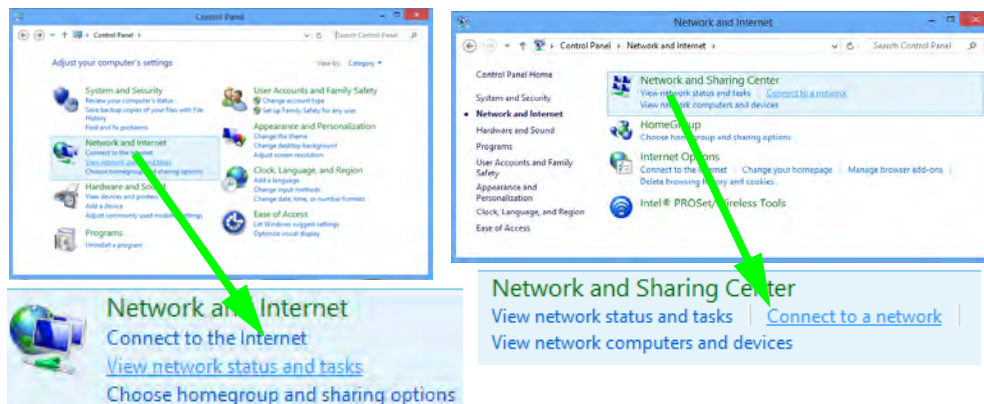 Control Panel
Control Panel
Search Control Panel
Adjust your computer's settings
View by: Category
System and Security
Review your computer's status
Save backup copies of your files with File
History
Find and fix problems
Network and Internet
Connect to the Internet
View network status and tasks
Choose homegroup and sharing options
Hardware and Sound
View devices and printers
Add a device
Adjust commonly used mobility settings
Programs
Uninstall a program
User Accounts and Family Safety
Change account type
Set up Family Safety for any user
Appearance and Personalization
Change the theme
Change desktop background
Adjust screen resolution
Clock, Language, and Region
Add a language
Change input methods
Change date, time, or number formats
Ease of Access
Let Windows suggest settings
Optimize visual display
Network and Internet
Connect to the Internet
View network status and tasks
Choose homegroup and sharing options
Network and Internet
Control Panel Network and Internet
Search Control Panel
Control Panel Home
System and Security
Network and Internet
Hardware and Sound
Programs
User Accounts and Family
Safety
Appearance and
Personalization
Clock, Language, and Region
Ease of Access
Network and Sharing Center
View network status and tasks Connect to a network
View network computers and devices
HomeGroup
Choose homegroup and sharing options
Internet Options
Connect to the Internet Change your homepage Manage browser add-ons
Delete browsing history and cookies
Intel® PROSet/Wireless Tools
Network and Sharing Center
View network status and tasks Connect to a network
View network computers and devices